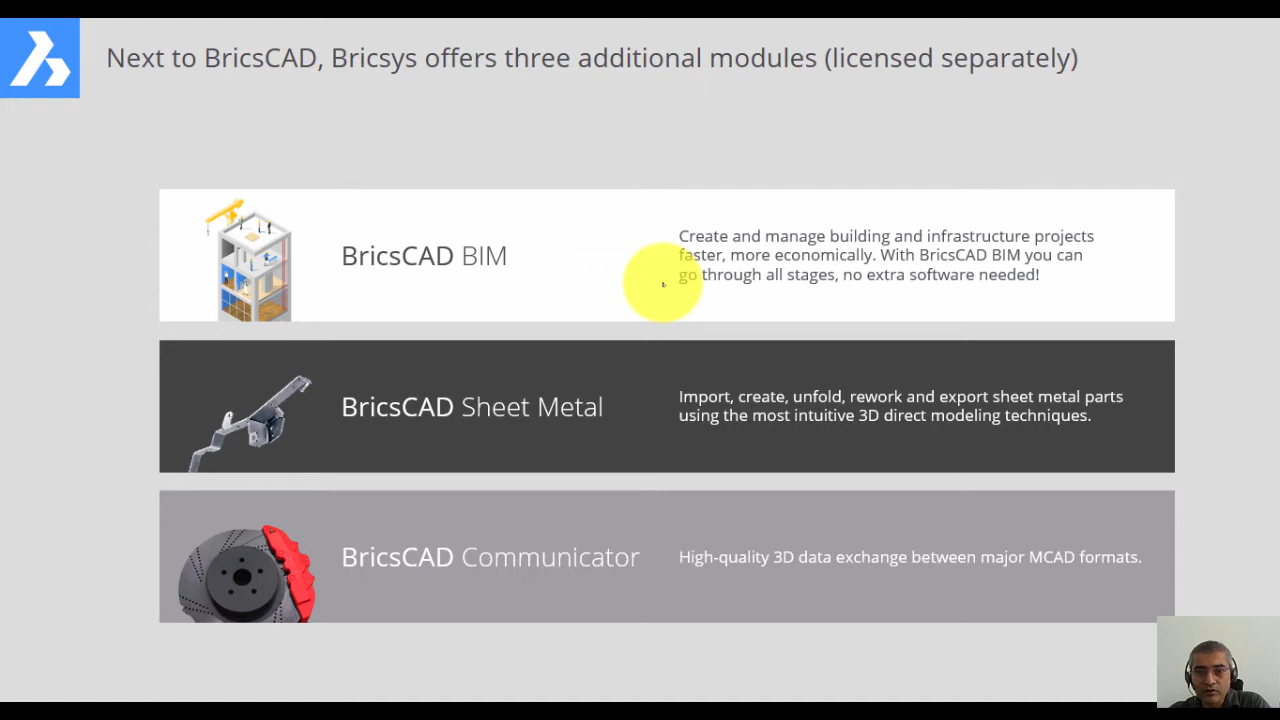 Next to BricsCAD, Bricsys offers three additional modules (licensed separately)
BricsCAD BIM
Create and manage building and infrastructure projects
faster, more economically. With BricsCAD BIM you can
go through all stages, no extra software needed!
BricsCAD Sheet Metal
Import, create, unfold, rework and export sheet metal parts
using the most intuitive 3D direct modeling techniques.
BricsCAD Communicator
High-quality 3D data exchange between major MCAD formats.